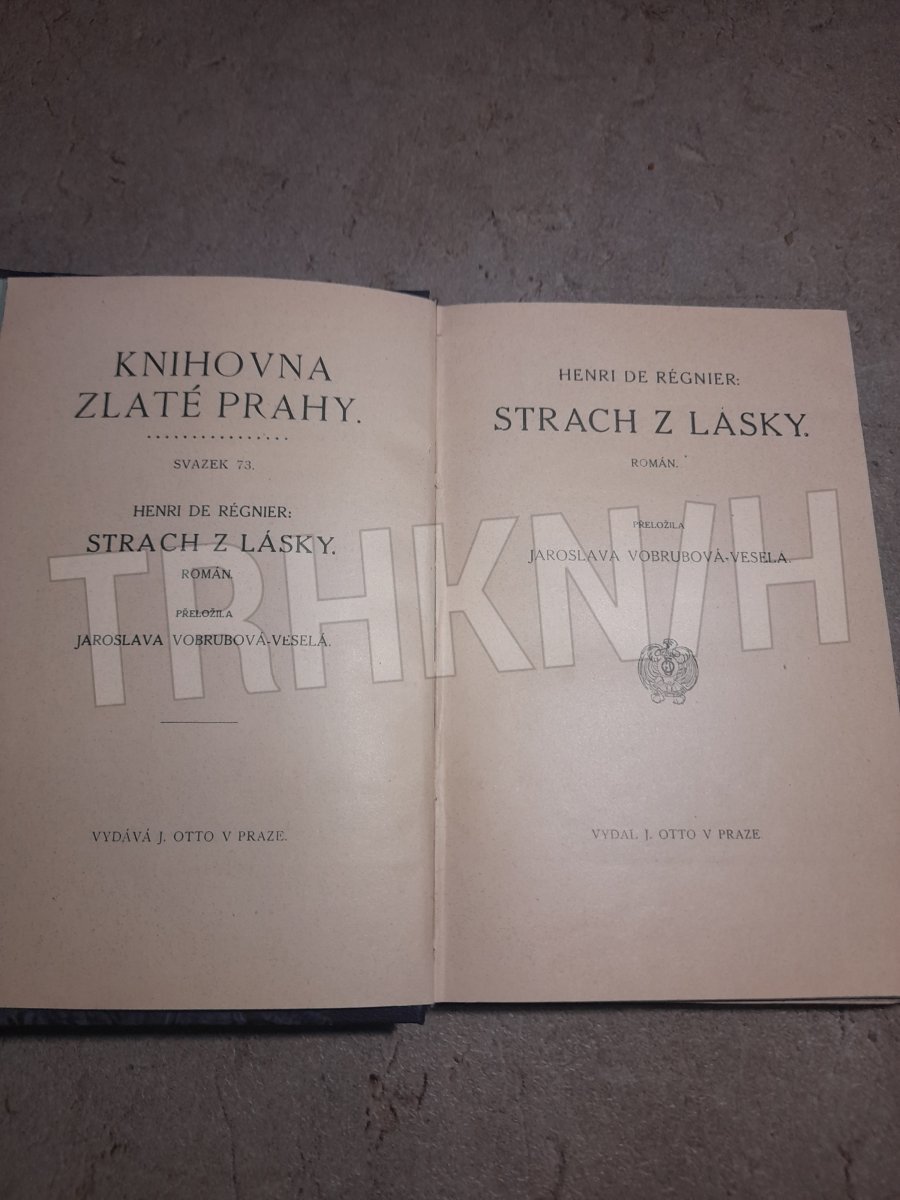 KNIHOVNA
ZLATÉ PRAHY.
SVAZEK 73.
HENRI DE RÉGNIER:
STRACH Z LÁSKY.
ROMÁN.
PŘELOŽILA
JAROSLAVA VOBRUBOVÁ-VESELÁ.
VYDÁVÁ J. OTTO V PRAZE.
HENRI DE RÉGNIER:
STRACH Z LÁSKY.
ROMÁN.
PŘELOŽILA
JAROSLAVA VOBRUBOVÁ-VESELÁ.
VYDAL J. OTTO V PRAZE.
TRHKNIH